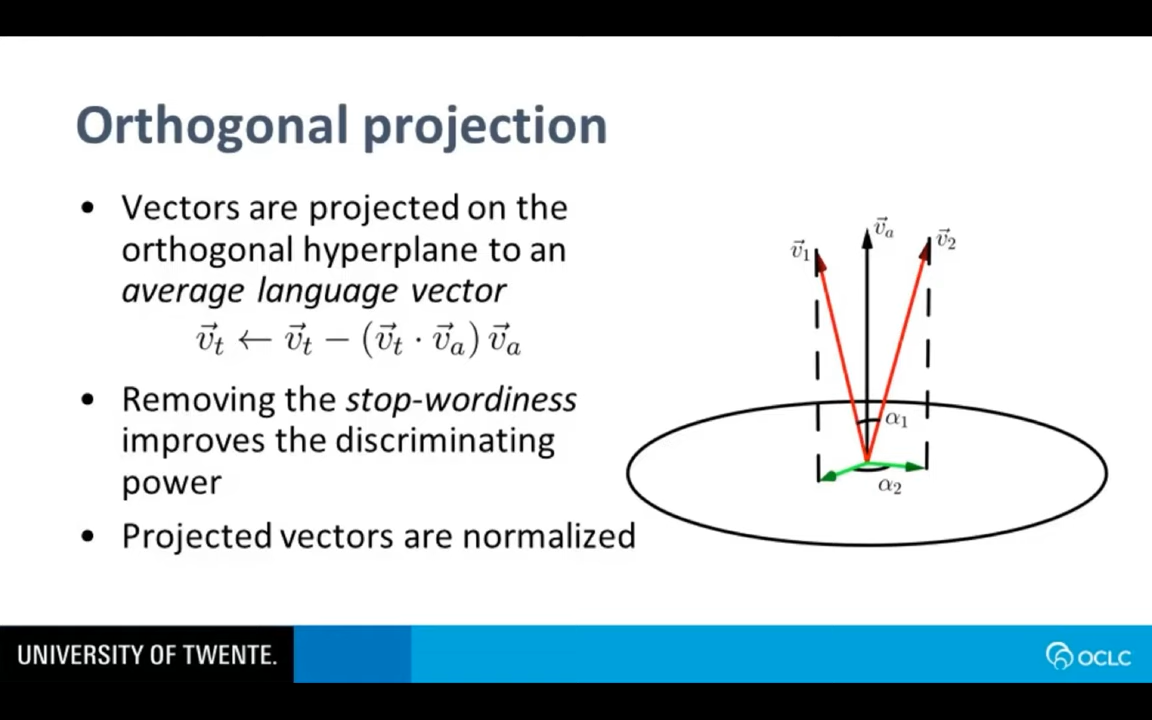 Orthogonal projection
• Vectors are projected on the
orthogonal hyperplane to an
average language vector
v⃗t ← v⃗t − (v⃗t · v⃗a) v⃗a
• Removing the stop-wordiness
improves the discriminating
power
• Projected vectors are normalized
v⃗1
v⃗a
v⃗2
α1
α2
UNIVERSITY OF TWENTE.
OCLC